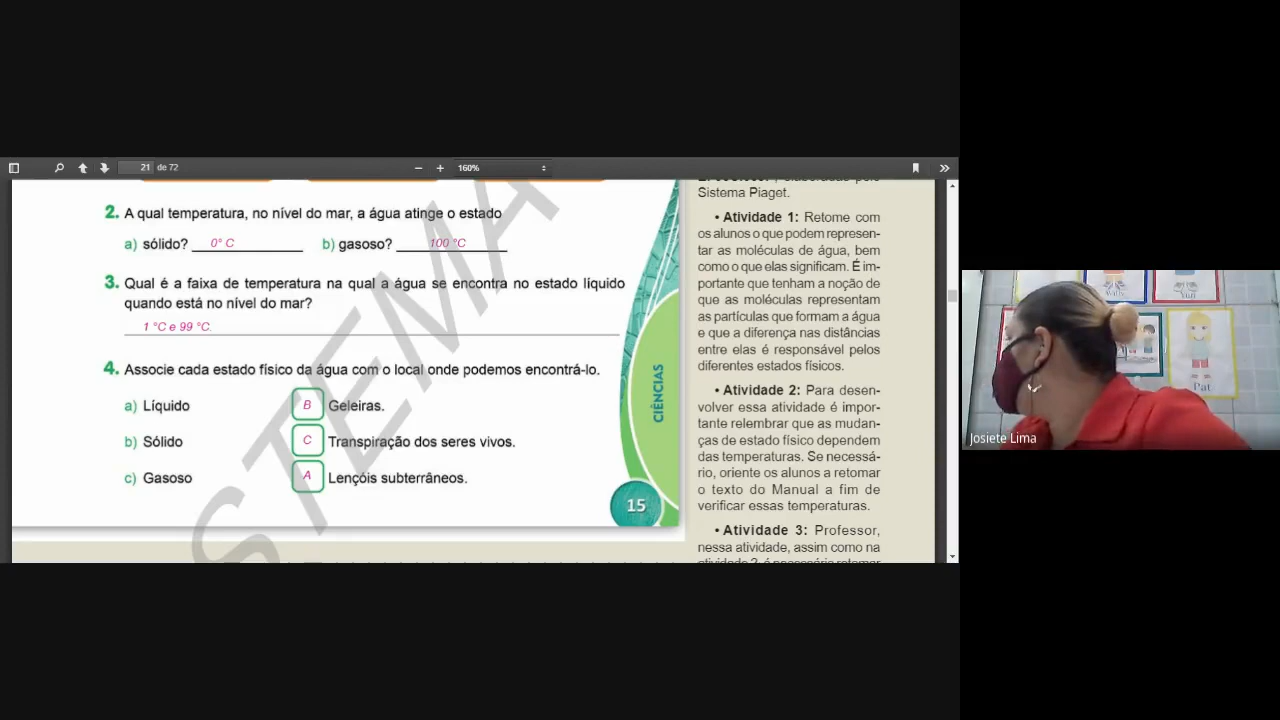 21 de 72
160%
2. A qual temperatura, no nível do mar, a água atinge o estado
a) sólido? 0° C b) gasoso? 100 °C
3. Qual é a faixa de temperatura na qual a água se encontra no estado líquido
quando está no nível do mar?
1 °C e 99 °C.
4. Associe cada estado físico da água com o local onde podemos encontrá-lo.
a) Líquido B Geleiras.
b) Sólido C Transpiração dos seres vivos.
c) Gasoso A Lençóis subterrâneos.
CIÊNCIAS
15
STEMA
Sistema Piaget.
• Atividade 1: Retome com
os alunos o que podem represen-
tar as moléculas de água, bem
como o que elas significam. É im-
portante que tenham a noção de
que as moléculas representam
as partículas que formam a água
e que a diferença nas distâncias
entre elas é responsável pelos
diferentes estados físicos.
• Atividade 2: Para desen-
volver essa atividade é impor-
tante relembrar que as mudan-
ças de estado físico dependem
das temperaturas. Se necessá-
rio, oriente os alunos a retomar
o texto do Manual a fim de
verificar essas temperaturas.
• Atividade 3: Professor,
nessa atividade, assim como na
Wally
Yuri
Pat
Josiete Lima